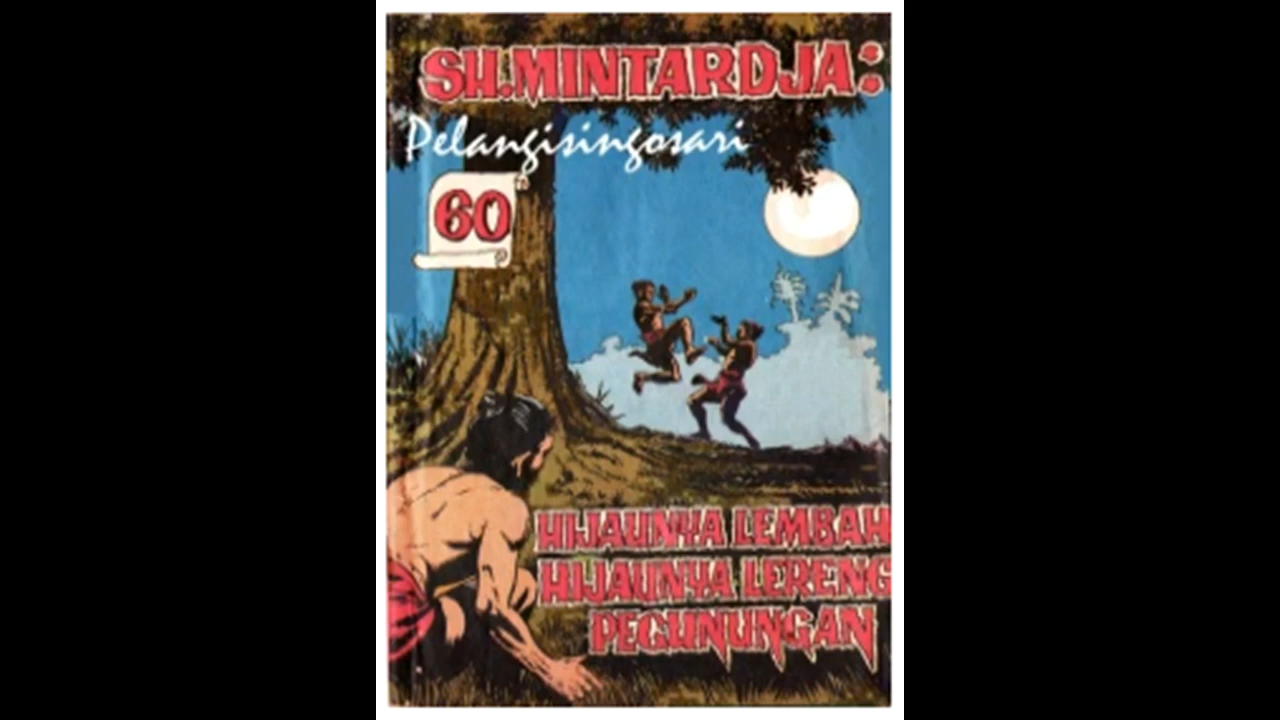 SH.MINTARDJA:
Pelangisingosari
60
HIJAUNYA LEMBAH
HIJAUNYA LERENG
PEGUNUNGAN